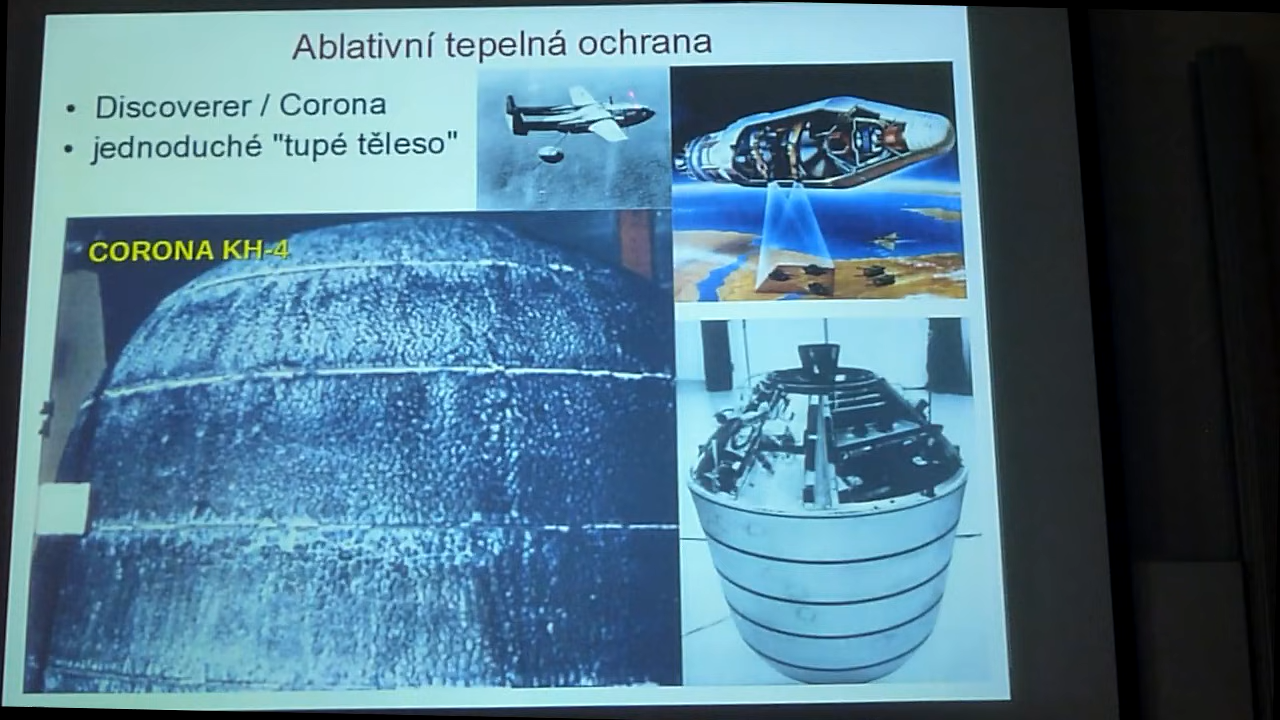 Ablativní tepelná ochrana
• Discoverer / Corona
• jednoduché "tupé těleso"
CORONA KH-4